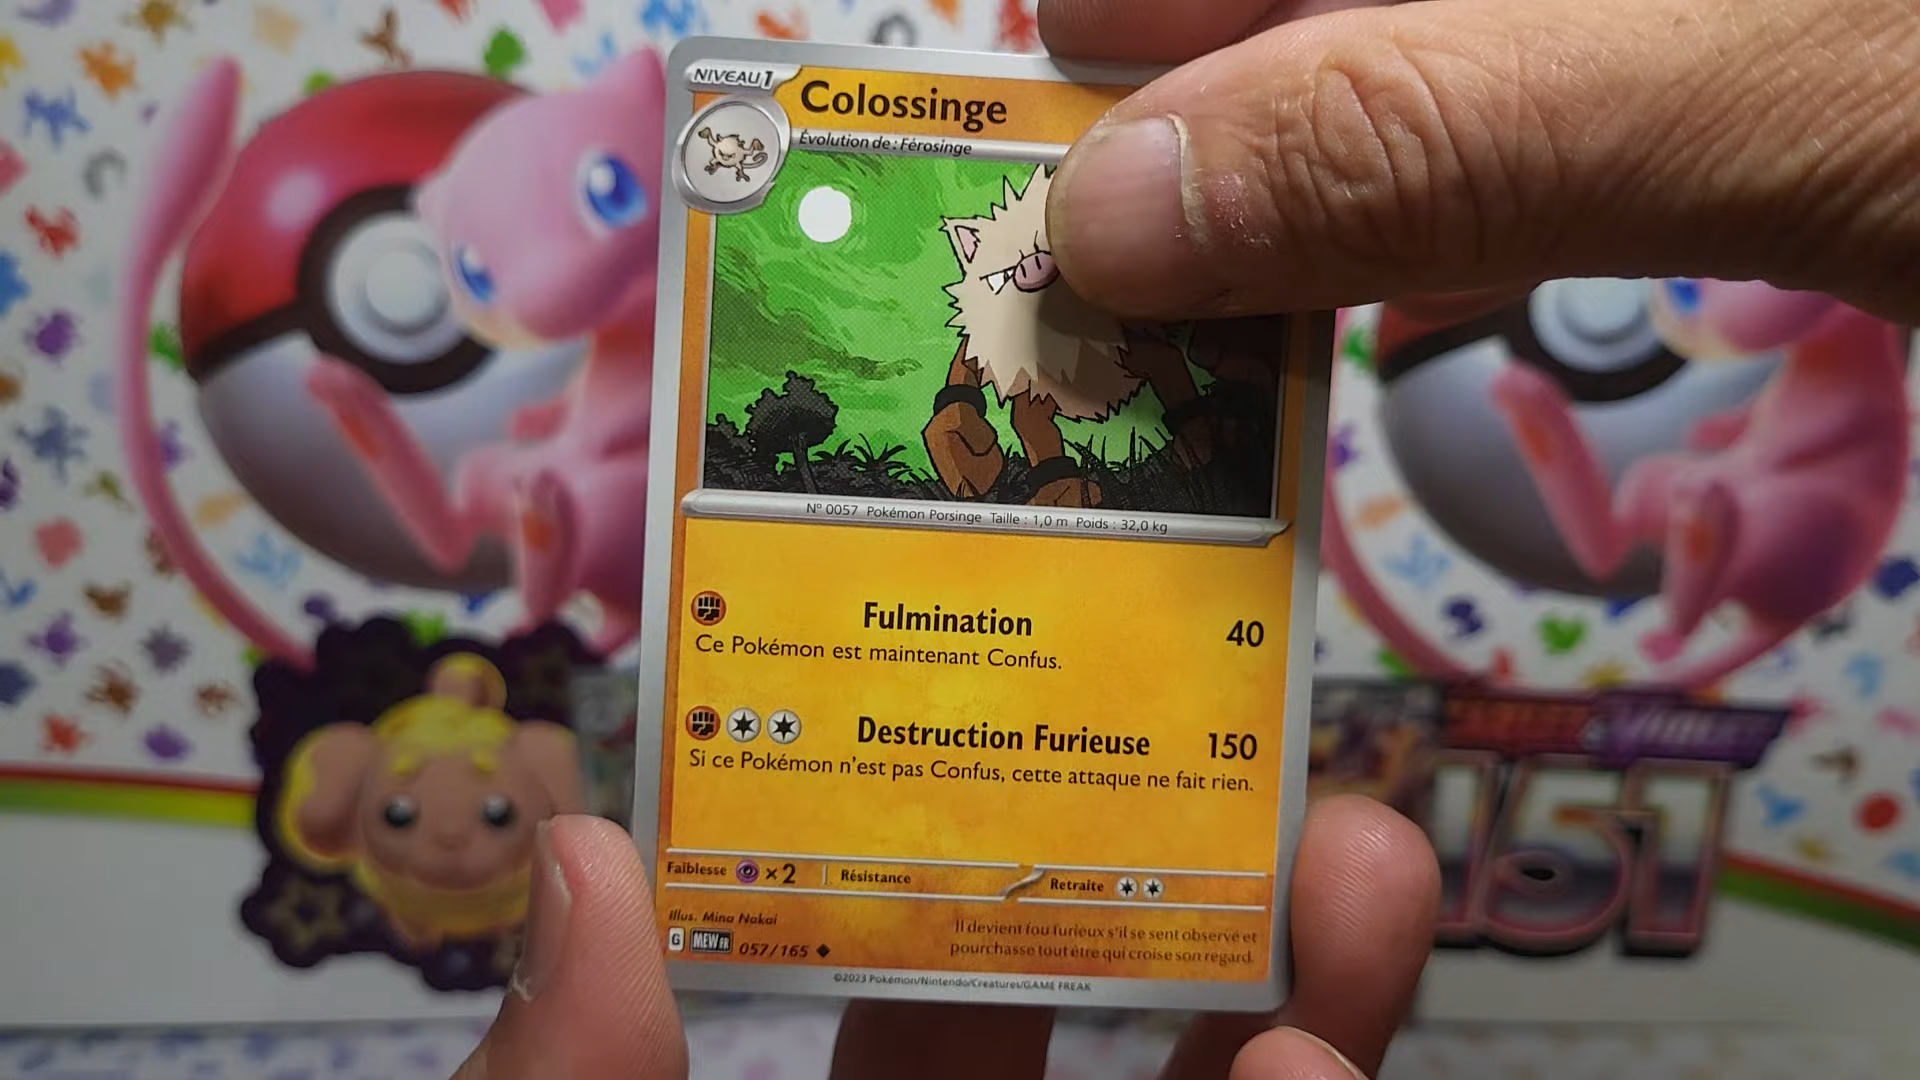 NIVEAU 1
Colossinge
Évolution de : Férosinge
N° 0057 Pokémon Porsinge Taille : 1,0 m Poids : 32,0 kg
Fulmination 40
Ce Pokémon est maintenant Confus.
Destruction Furieuse 150
Si ce Pokémon n'est pas Confus, cette attaque ne fait rien.
Faiblesse ×2 Résistance Retraite
Illus. Mina Nakai
G MEW FR 057/165
Il devient fou furieux s'il se sent observé et
pourchasse tout être qui croise son regard.
©2023 Pokémon/Nintendo/Creatures/GAME FREAK
151